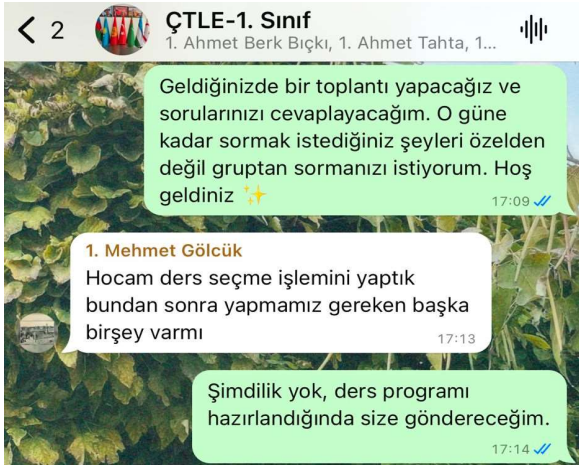 2
ÇTLE-1. Sınıf
1. Ahmet Berk Bıçkı, 1. Ahmet Tahta, 1...
Geldiğinizde bir toplantı yapacağız ve
sorularınızı cevaplayacağım. O güne
kadar sormak istediğiniz şeyleri özelden
değil gruptan sormanızı istiyorum. Hoş
geldiniz ✨
17:09
1. Mehmet Gölcük
Hocam ders seçme işlemini yaptık
bundan sonra yapmamız gereken başka
birşey varmı
17:13
Şimdilik yok, ders programı
hazırlandığında size göndereceğim.
17:14